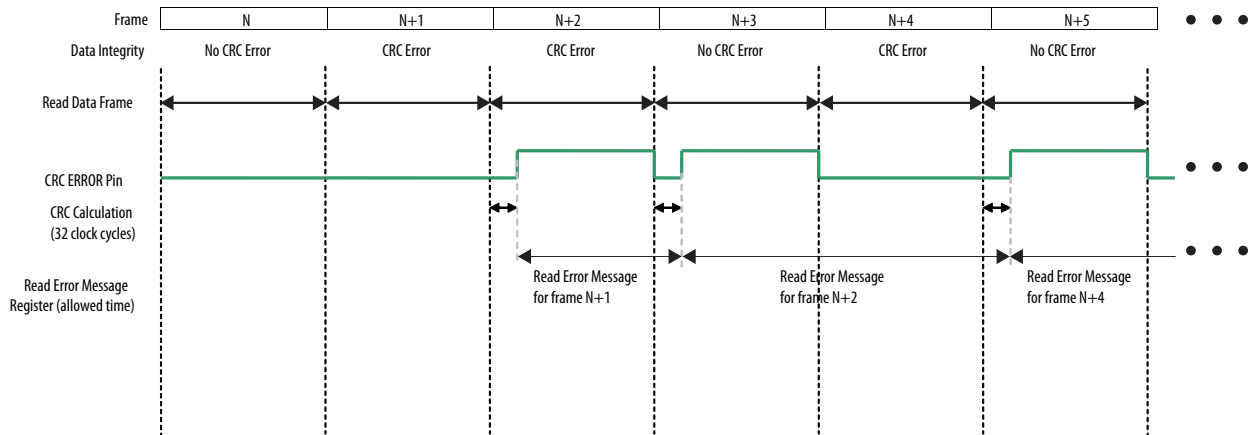 Frame N N+1 N+2 N+3 N+4 N+5
Data Integrity No CRC Error CRC Error CRC Error No CRC Error CRC Error No CRC Error
Read Data Frame
CRC ERROR Pin
CRC Calculation
(32 clock cycles)
Read Error Message
Register (allowed time)
Read Error Message
for frame N+1
Read Error Message
for frame N+2
Read Error Message
for frame N+4